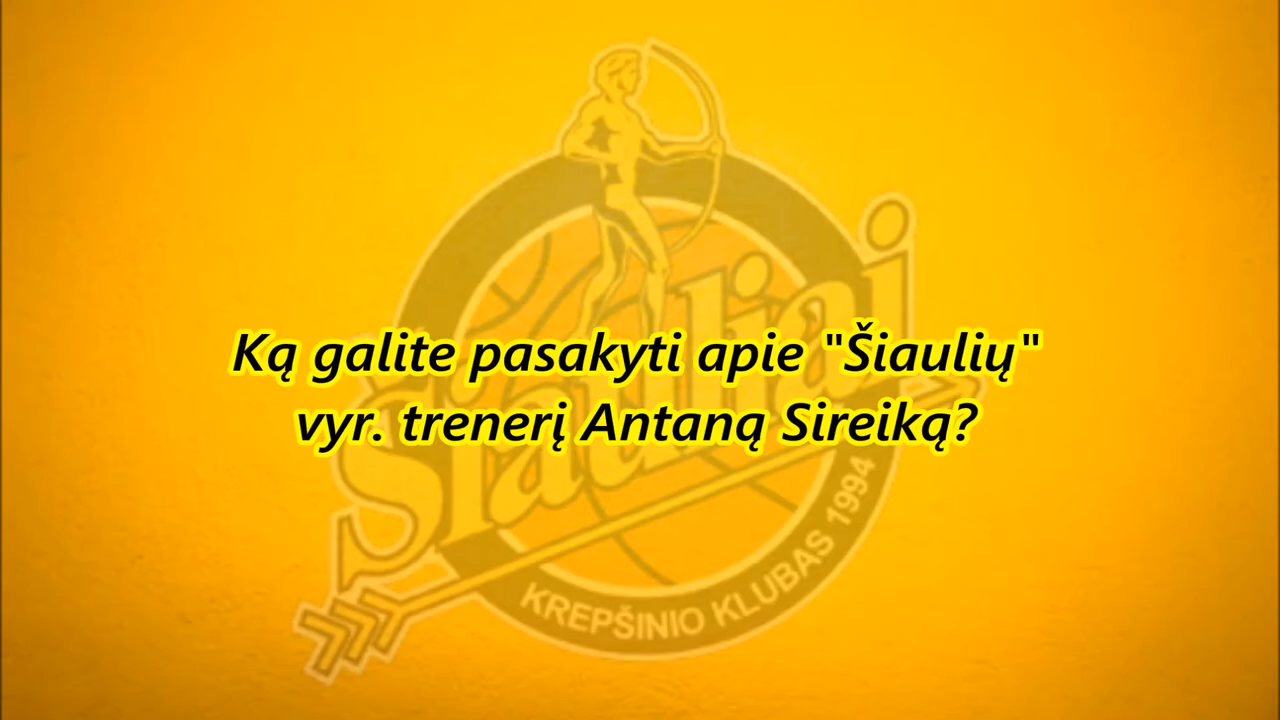 Ką galite pasakyti apie "Šiaulių"
vyr. trenerį Antaną Sireiką?
Šiauliai
KREPŠINIO KLUBAS 1994